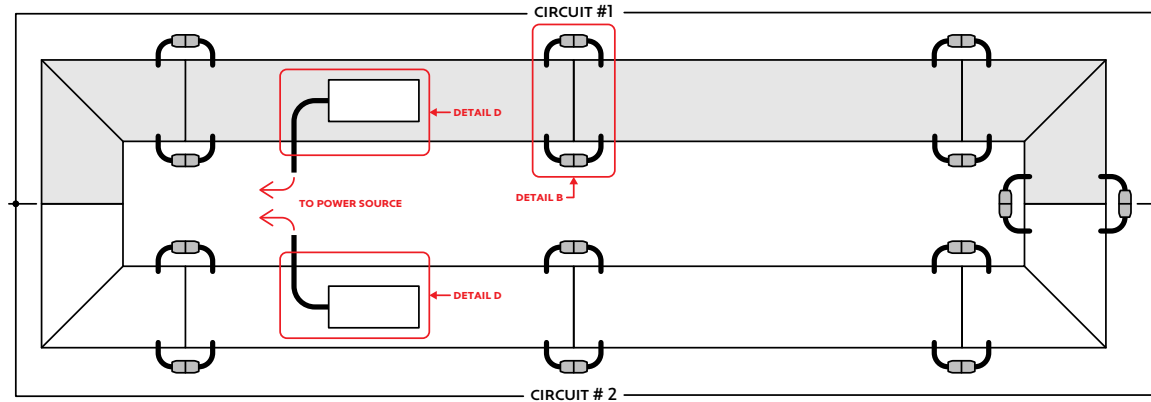 CIRCUIT #1
DETAIL D
DETAIL B
TO POWER SOURCE
DETAIL D
CIRCUIT # 2